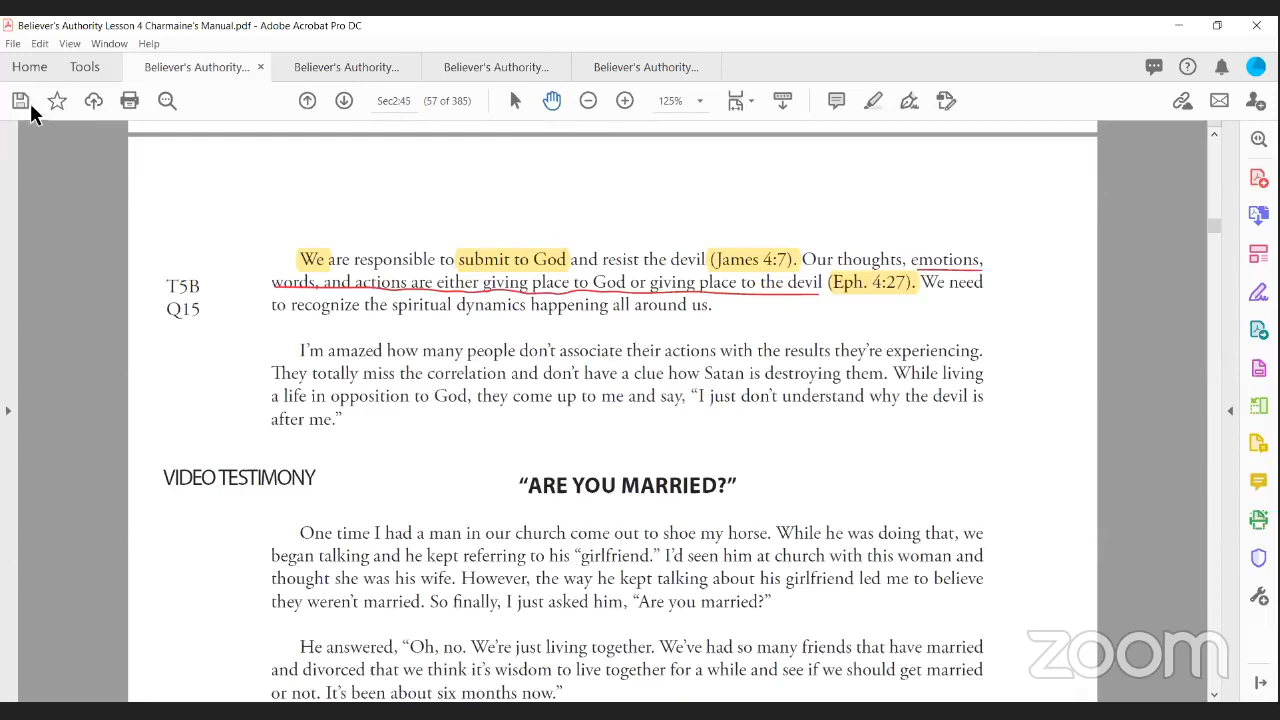 Believer's Authority Lesson 4 Charmaine's Manual.pdf - Adobe Acrobat Pro DC
File Edit View Window Help
Home Tools Believer's Authority... × Believer's Authority... Believer's Authority... Believer's Authority...
Sec2:45 (57 of 385) 125%
We are responsible to submit to God and resist the devil (James 4:7). Our thoughts, emotions,
T5B words, and actions are either giving place to God or giving place to the devil (Eph. 4:27). We need
Q15 to recognize the spiritual dynamics happening all around us.
I'm amazed how many people don't associate their actions with the results they're experiencing.
They totally miss the correlation and don't have a clue how Satan is destroying them. While living
a life in opposition to God, they come up to me and say, “I just don't understand why the devil is
after me.”
VIDEO TESTIMONY
“ARE YOU MARRIED?”
One time I had a man in our church come out to shoe my horse. While he was doing that, we
began talking and he kept referring to his “girlfriend.” I'd seen him at church with this woman and
thought she was his wife. However, the way he kept talking about his girlfriend led me to believe
they weren't married. So finally, I just asked him, “Are you married?”
He answered, “Oh, no. We're just living together. We've had so many friends that have married
and divorced that we think it's wisdom to live together for a while and see if we should get married
or not. It's been about six months now.”
zoom